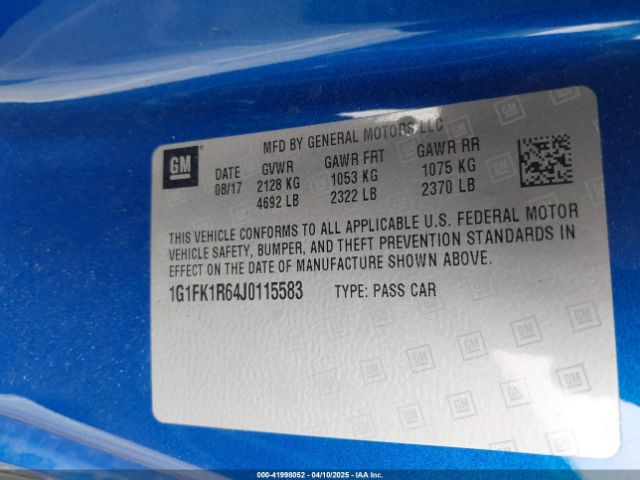 GM
MFD BY GENERAL MOTORS LLC
DATE GVWR GAWR FRT GAWR RR
08/17 2128 KG 1053 KG 1075 KG
4692 LB 2322 LB 2370 LB
THIS VEHICLE CONFORMS TO ALL APPLICABLE U.S. FEDERAL MOTOR
VEHICLE SAFETY, BUMPER, AND THEFT PREVENTION STANDARDS IN
EFFECT ON THE DATE OF MANUFACTURE SHOWN ABOVE.
1G1FK1R64J0115583 TYPE: PASS CAR
000-41998052 04/10/2025 IAA Inc.